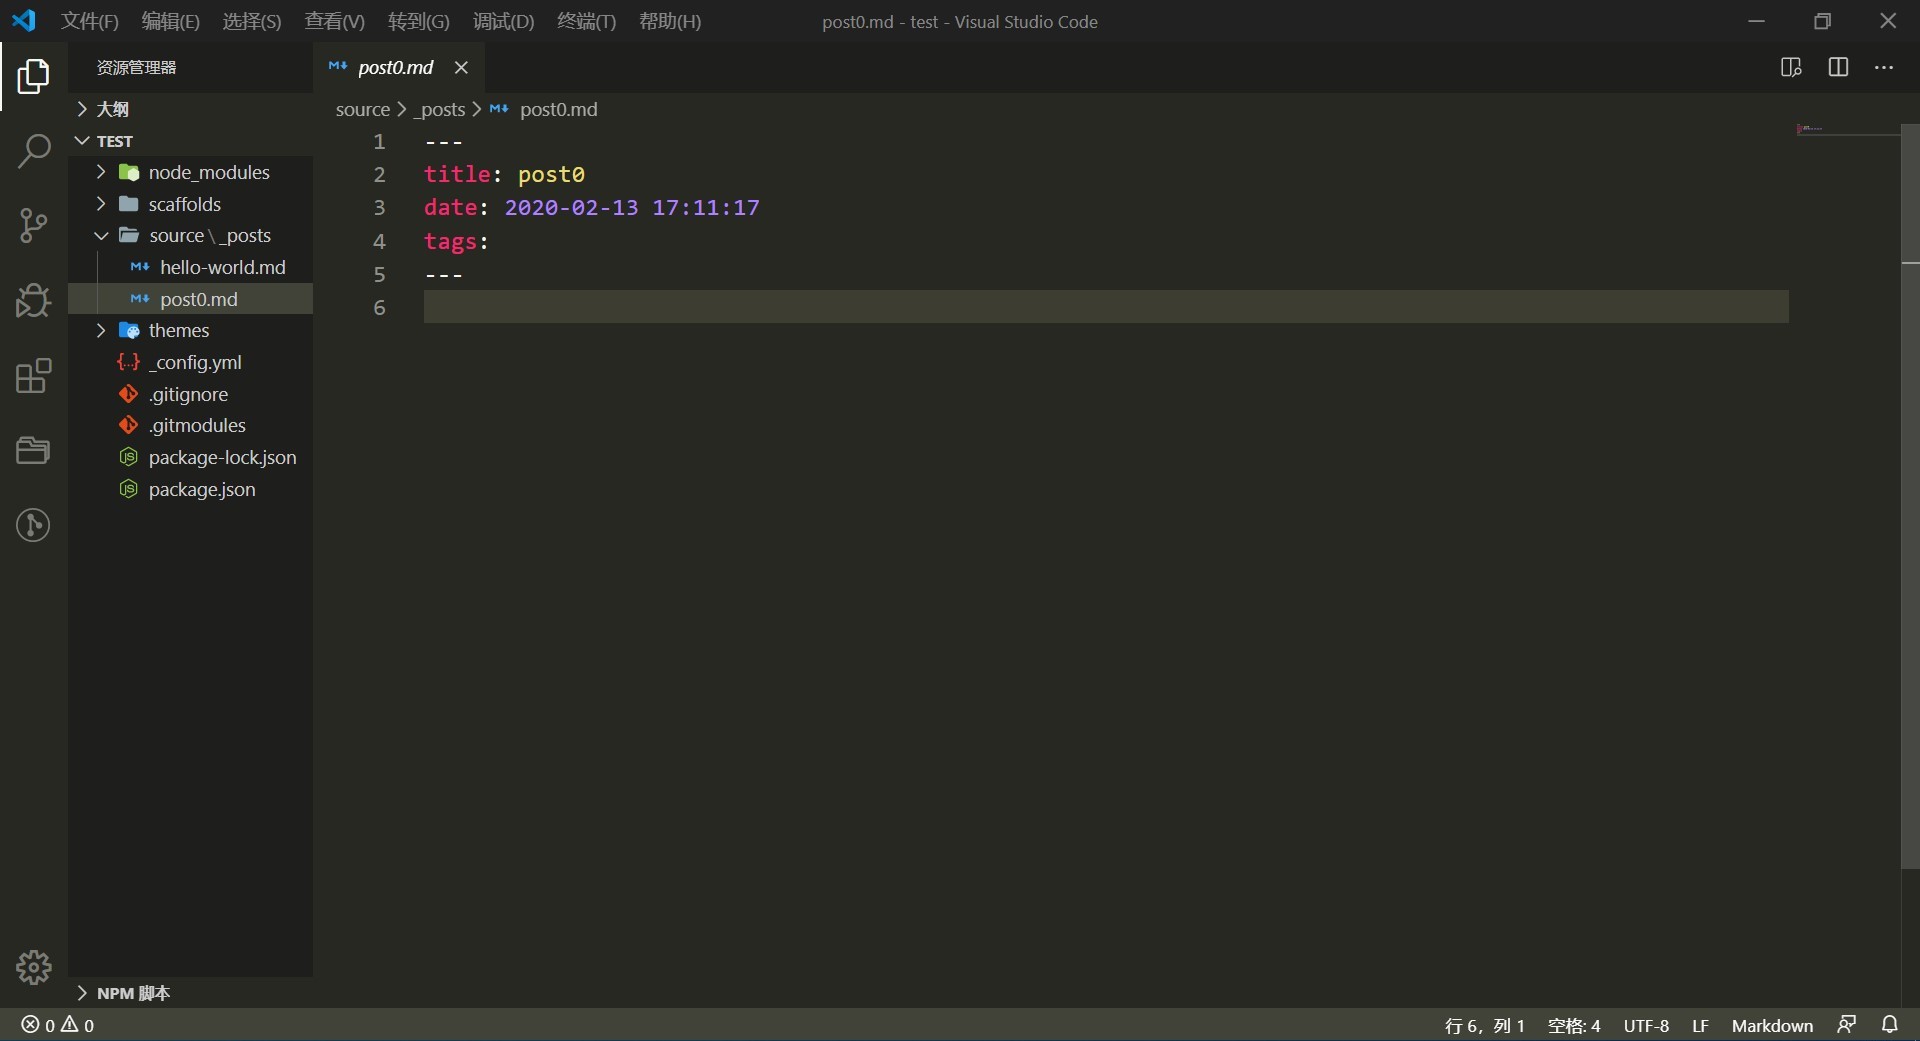 文件(F) 编辑(E) 选择(S) 查看(V) 转到(G) 调试(D) 终端(T) 帮助(H) post0.md - test - Visual Studio Code
资源管理器
post0.md
大纲
source > _posts > post0.md
TEST
node_modules
scaffolds
source \ _posts
hello-world.md
post0.md
themes
_config.yml
.gitignore
.gitmodules
package-lock.json
package.json
NPM 脚本
1 ---
2 title: post0
3 date: 2020-02-13 17:11:17
4 tags:
5 ---
6
0 0 行 6，列 1 空格: 4 UTF-8 LF Markdown